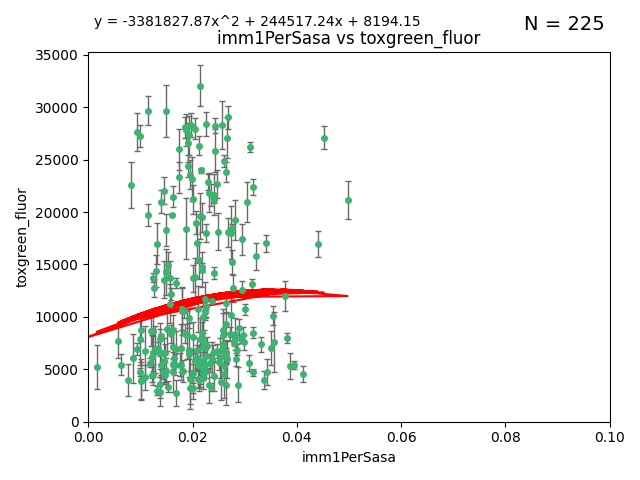 y = -3381827.87x^2 + 244517.24x + 8194.15
N = 225
imm1PerSasa vs toxgreen_fluor
35000
30000
25000
20000
15000
10000
5000
0
toxgreen_fluor
0.00 0.02 0.04 0.06 0.08 0.10
imm1PerSasa